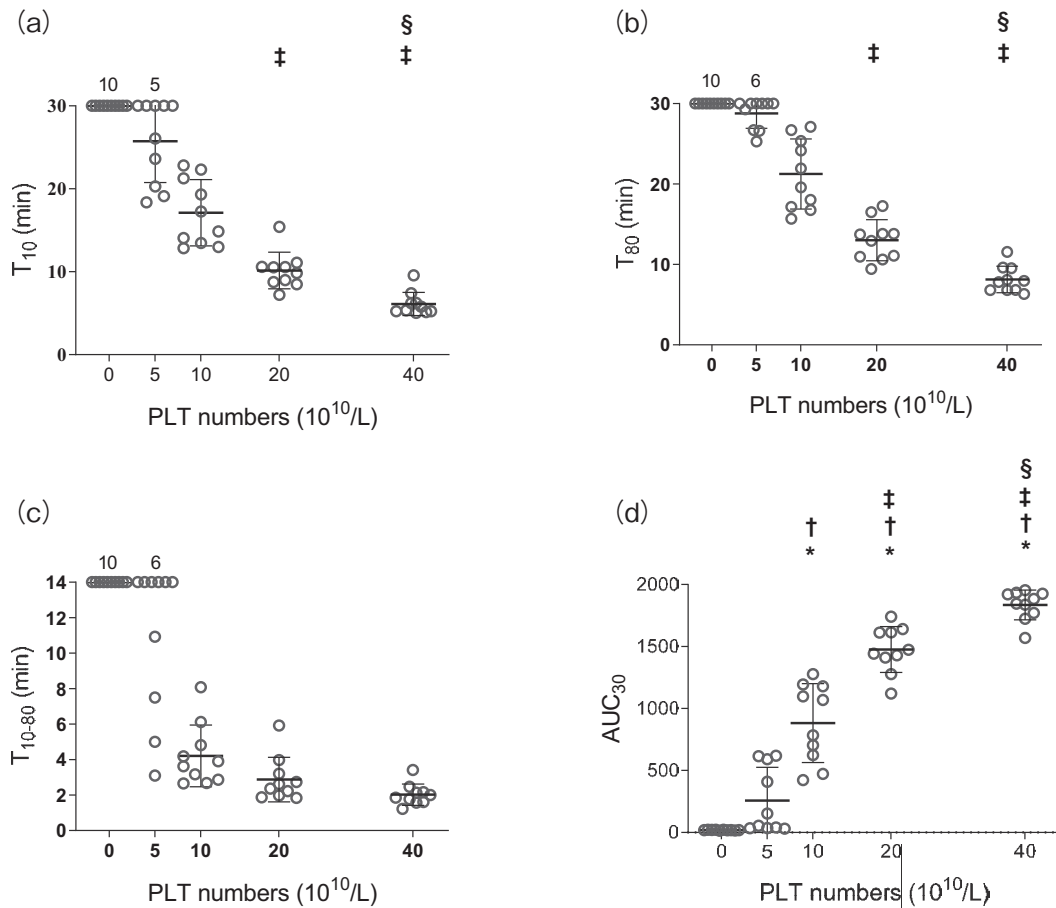 (a)
§
‡ ‡
10 5
30
20
10
0
T10 (min)
0 5 10 20 40
PLT numbers (10^10/L)
(b)
§
‡ ‡
10 6
30
20
10
0
T80 (min)
0 5 10 20 40
PLT numbers (10^10/L)
(c)
10 6
14
12
10
8
6
4
2
0
T10-80 (min)
0 5 10 20 40
PLT numbers (10^10/L)
(d)
§
‡ ‡
† † †
* * *
2000
1500
1000
500
0
AUC30
0 5 10 20 40
PLT numbers (10^10/L)